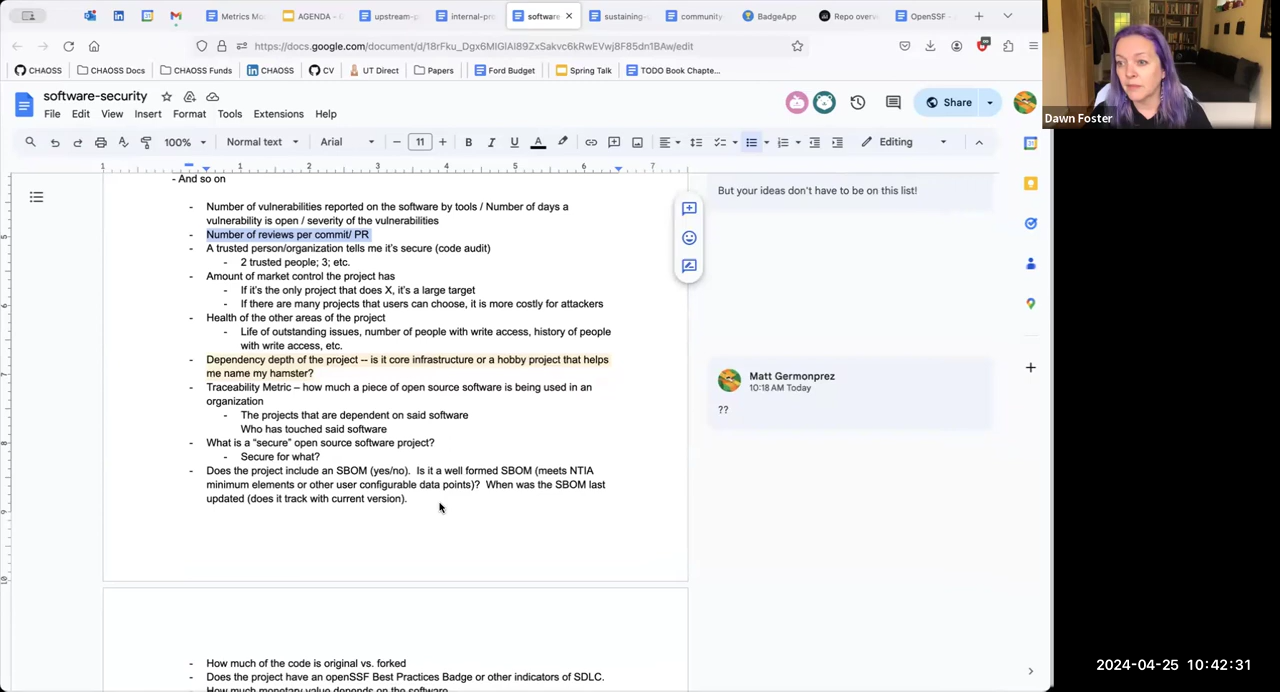 Metrics Mo
AGENDA -
upstream-p
internal-pro
software
sustaining-
community
BadgeApp
Repo over
OpenSSF -
https://docs.google.com/document/d/18rFku_Dgx6MIGlAI89ZxSakvc6kRwEVwj8F85dn1BAw/edit
CHAOSS
CHAOSS Docs
CHAOSS Funds
CHAOSS
CV
UT Direct
Papers
Ford Budget
Spring Talk
TODO Book Chapte...
software-security
File Edit View Insert Format Tools Extensions Help
Share
100%
Normal text
Arial
11
Editing
Dawn Foster
- And so on
- Number of vulnerabilities reported on the software by tools / Number of days a
vulnerability is open / severity of the vulnerabilities
- Number of reviews per commit/ PR
- A trusted person/organization tells me it's secure (code audit)
- 2 trusted people; 3; etc.
- Amount of market control the project has
- If it's the only project that does X, it's a large target
- If there are many projects that users can choose, it is more costly for attackers
- Health of the other areas of the project
- Life of outstanding issues, number of people with write access, history of people
with write access, etc.
- Dependency depth of the project -- is it core infrastructure or a hobby project that helps
me name my hamster?
- Traceability Metric – how much a piece of open source software is being used in an
organization
- The projects that are dependent on said software
Who has touched said software
- What is a “secure” open source software project?
- Secure for what?
- Does the project include an SBOM (yes/no). Is it a well formed SBOM (meets NTIA
minimum elements or other user configurable data points)? When was the SBOM last
updated (does it track with current version).
- How much of the code is original vs. forked
- Does the project have an openSSF Best Practices Badge or other indicators of SDLC.
- How much monetary value depends on the software
But your ideas don't have to be on this list!
Matt Germonprez
10:18 AM Today
??
2024-04-25 10:42:31